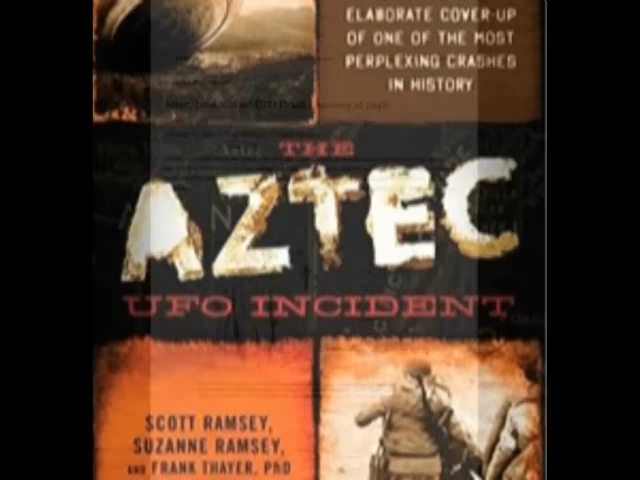 ELABORATE COVER-UP
OF ONE OF THE MOST
PERPLEXING CRASHES
IN HISTORY
THE
AZTEC
UFO INCIDENT
SCOTT RAMSEY,
SUZANNE RAMSEY,
AND FRANK THAYER, PhD